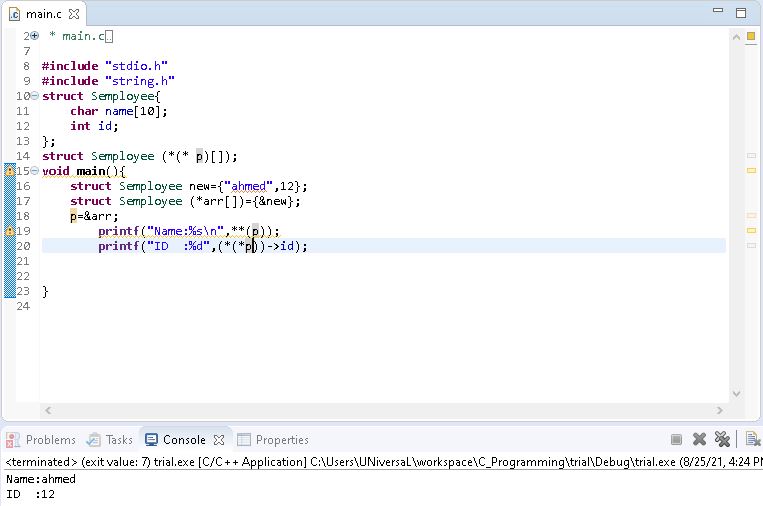 main.c
2 * main.c
7
8 #include "stdio.h"
9 #include "string.h"
10 struct Semployee{
11 char name[10];
12 int id;
13 };
14 struct Semployee (*(* p)[]);
15 void main(){
16 struct Semployee new={"ahmed",12};
17 struct Semployee (*arr[])={&new};
18 p=&arr;
19 printf("Name:%s\n",**(p));
20 printf("ID  :%d",(*(*p))->id);
21
22
23 }
24
Problems Tasks Console Properties
<terminated> (exit value: 7) trial.exe [C/C++ Application] C:\Users\UNiversaL\workspace\C_Programming\trial\Debug\trial.exe (8/25/21, 4:24 P
Name:ahmed
ID  :12